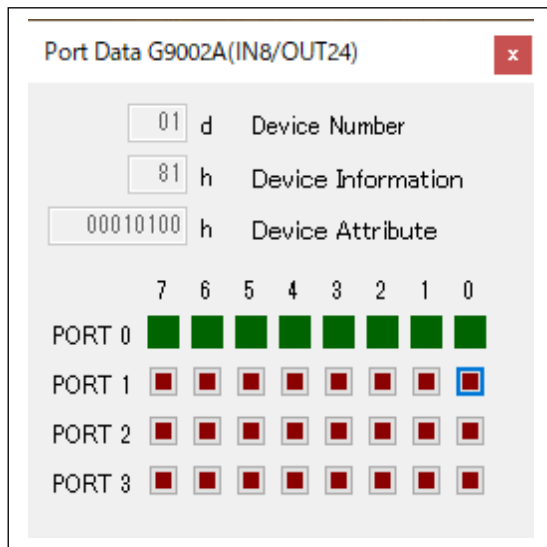 Port Data G9002A(IN8/OUT24)
x
01 d Device Number
81 h Device Information
00010100 h Device Attribute
7 6 5 4 3 2 1 0
PORT 0
PORT 1
PORT 2
PORT 3